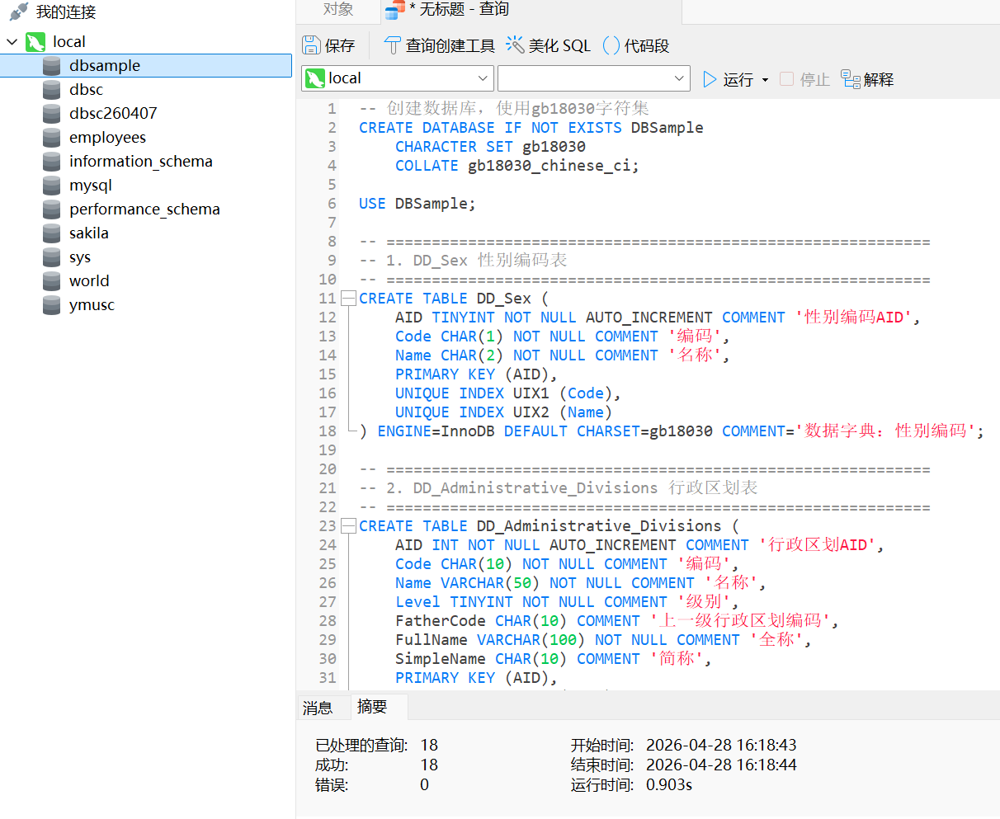 我的连接
local
dbsample
dbsc
dbsc260407
employees
information_schema
mysql
performance_schema
sakila
sys
world
ymusc
对象
* 无标题 - 查询
保存 查询创建工具 美化 SQL 代码段
local 运行 停止 解释
1 -- 创建数据库，使用gb18030字符集
2 CREATE DATABASE IF NOT EXISTS DBSample
3 CHARACTER SET gb18030
4 COLLATE gb18030_chinese_ci;
5
6 USE DBSample;
7
8 -- ============================================================
9 -- 1. DD_Sex 性别编码表
10 -- ============================================================
11 CREATE TABLE DD_Sex (
12 AID TINYINT NOT NULL AUTO_INCREMENT COMMENT '性别编码AID',
13 Code CHAR(1) NOT NULL COMMENT '编码',
14 Name CHAR(2) NOT NULL COMMENT '名称',
15 PRIMARY KEY (AID),
16 UNIQUE INDEX UIX1 (Code),
17 UNIQUE INDEX UIX2 (Name)
18 ) ENGINE=InnoDB DEFAULT CHARSET=gb18030 COMMENT='数据字典：性别编码';
19
20 -- ============================================================
21 -- 2. DD_Administrative_Divisions 行政区划表
22 -- ============================================================
23 CREATE TABLE DD_Administrative_Divisions (
24 AID INT NOT NULL AUTO_INCREMENT COMMENT '行政区划AID',
25 Code CHAR(10) NOT NULL COMMENT '编码',
26 Name VARCHAR(50) NOT NULL COMMENT '名称',
27 Level TINYINT NOT NULL COMMENT '级别',
28 FatherCode CHAR(10) COMMENT '上一级行政区划编码',
29 FullName VARCHAR(100) NOT NULL COMMENT '全称',
30 SimpleName CHAR(10) COMMENT '简称',
31 PRIMARY KEY (AID),
消息 摘要
已处理的查询: 18 开始时间: 2026-04-28 16:18:43
成功: 18 结束时间: 2026-04-28 16:18:44
错误: 0 运行时间: 0.903s